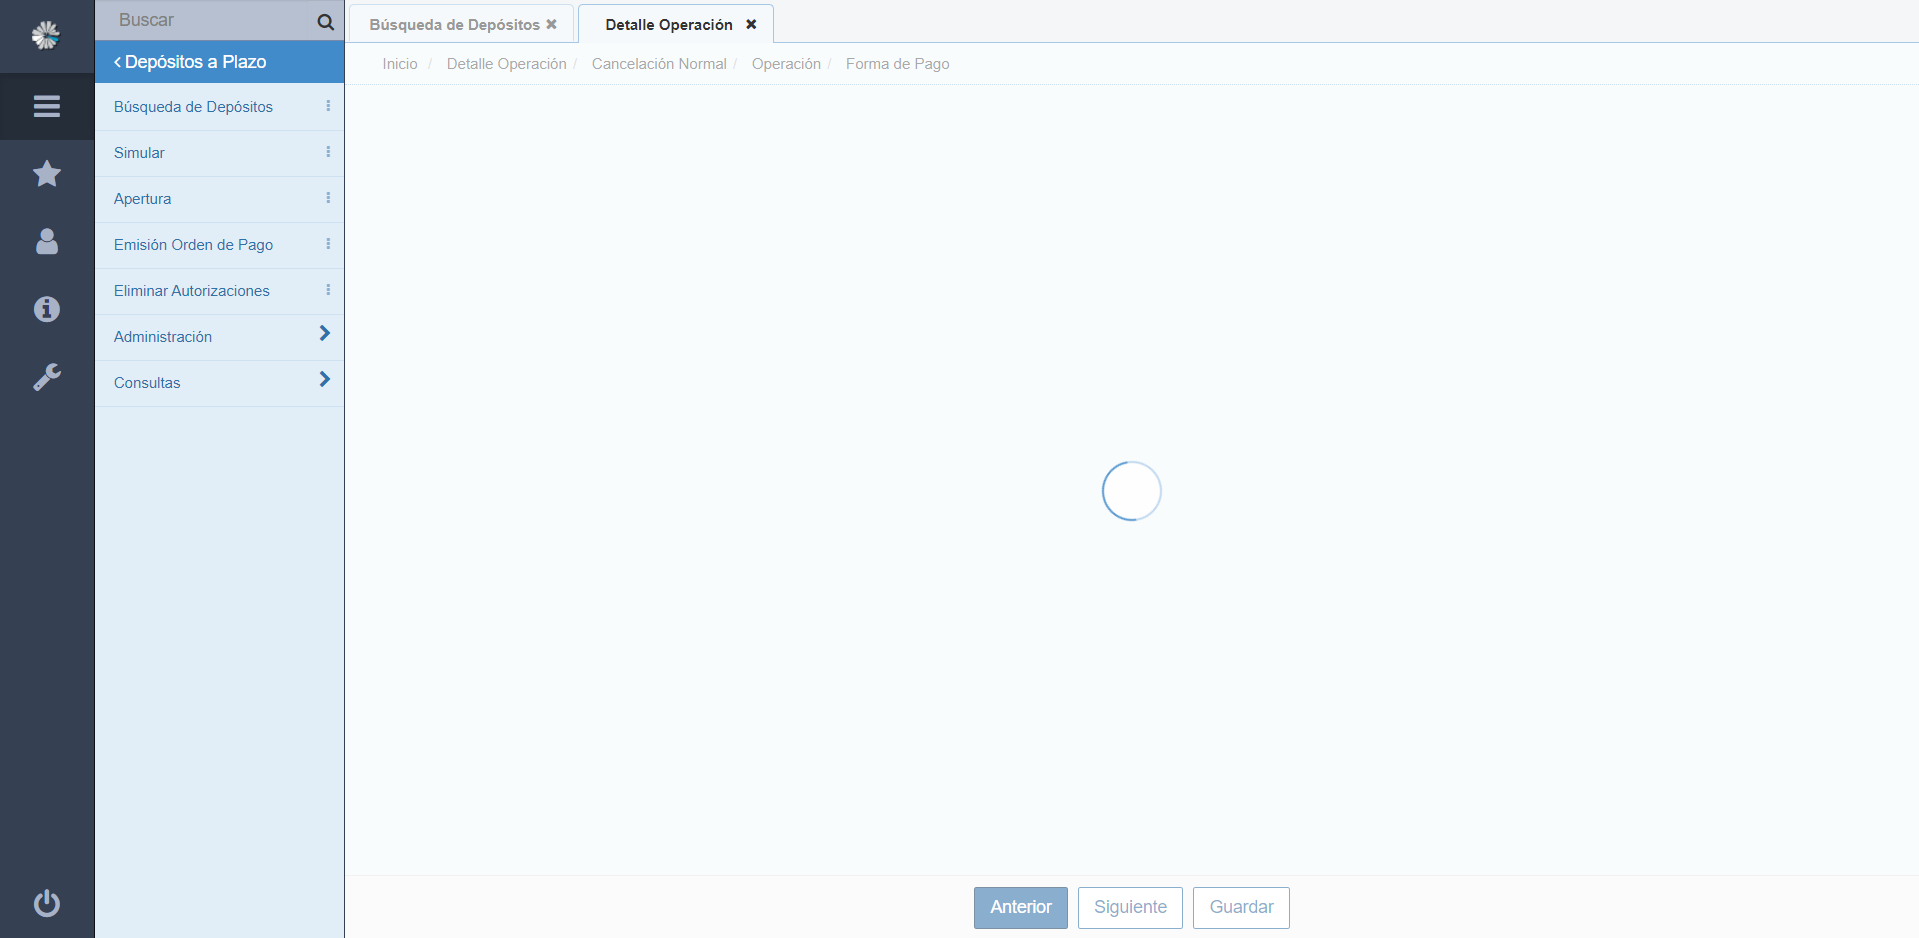 Buscar
Búsqueda de Depósitos
Detalle Operación
Depósitos a Plazo
Inicio / Detalle Operación / Cancelación Normal / Operación / Forma de Pago
Búsqueda de Depósitos
Simular
Apertura
Emisión Orden de Pago
Eliminar Autorizaciones
Administración
Consultas
Anterior
Siguiente
Guardar